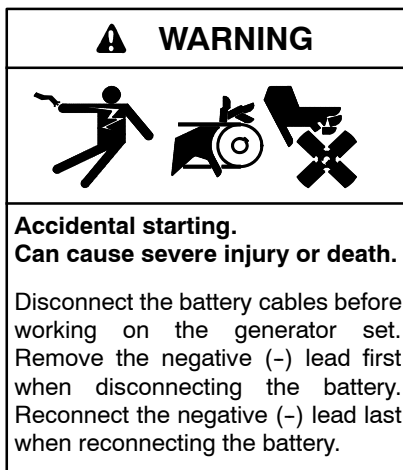 WARNING
Accidental starting.
Can cause severe injury or death.
Disconnect the battery cables before
working on the generator set.
Remove the negative (–) lead first
when disconnecting the battery.
Reconnect the negative (–) lead last
when reconnecting the battery.